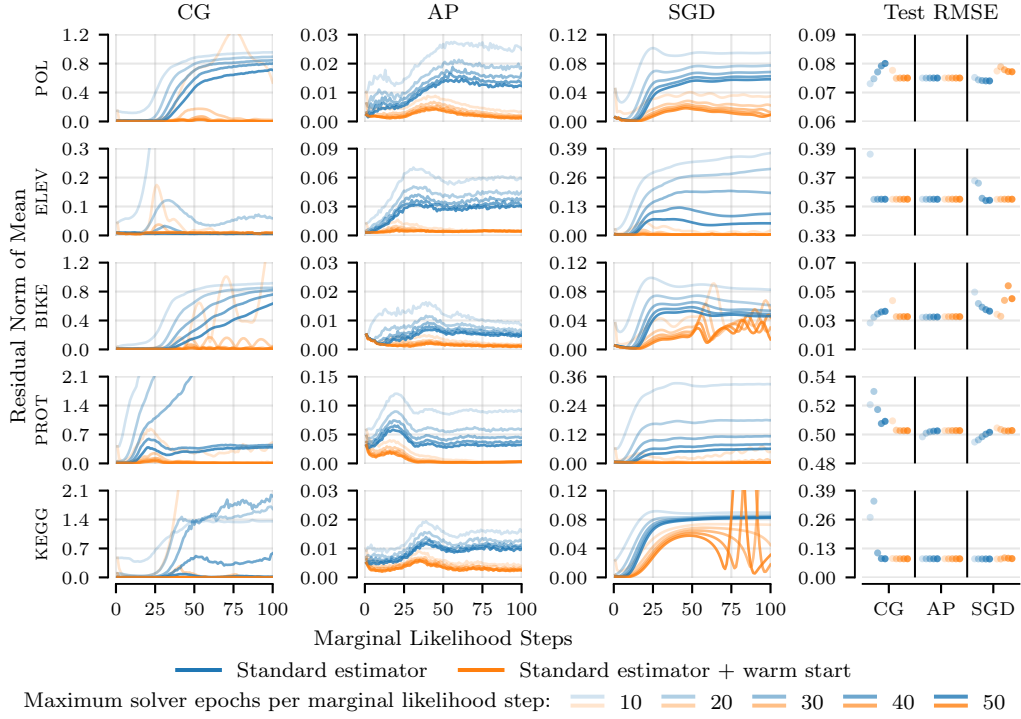 CG AP SGD Test RMSE
Residual Norm of Mean
POL
1.2 0.03 0.12 0.09
0.8 0.02 0.08 0.08
0.4 0.01 0.04 0.07
0.0 0.00 0.00 0.06
ELEV
0.3 0.09 0.39 0.39
0.2 0.06 0.26 0.37
0.1 0.03 0.13 0.35
0.0 0.00 0.00 0.33
BIKE
1.2 0.03 0.12 0.07
0.8 0.02 0.08 0.05
0.4 0.01 0.04 0.03
0.0 0.00 0.00 0.01
PROT
2.1 0.15 0.36 0.54
1.4 0.10 0.24 0.52
0.7 0.05 0.12 0.50
0.0 0.00 0.00 0.48
KEGG
2.1 0.03 0.12 0.39
1.4 0.02 0.08 0.26
0.7 0.01 0.04 0.13
0.0 0.00 0.00 0.00
0 25 50 75 100 0 25 50 75 100 0 25 50 75 100 CG AP SGD
Marginal Likelihood Steps
Standard estimator Standard estimator + warm start
Maximum solver epochs per marginal likelihood step: 10 20 30 40 50